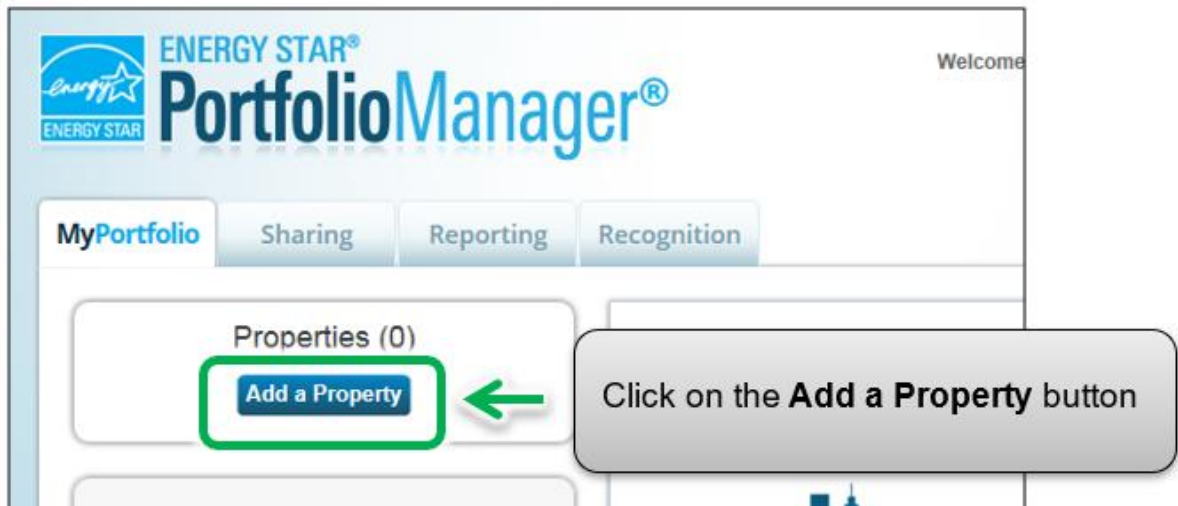 ENERGY STAR®
energy
ENERGY STAR
PortfolioManager®
Welcome
MyPortfolio Sharing Reporting Recognition
Properties (0)
Add a Property
Click on the Add a Property button